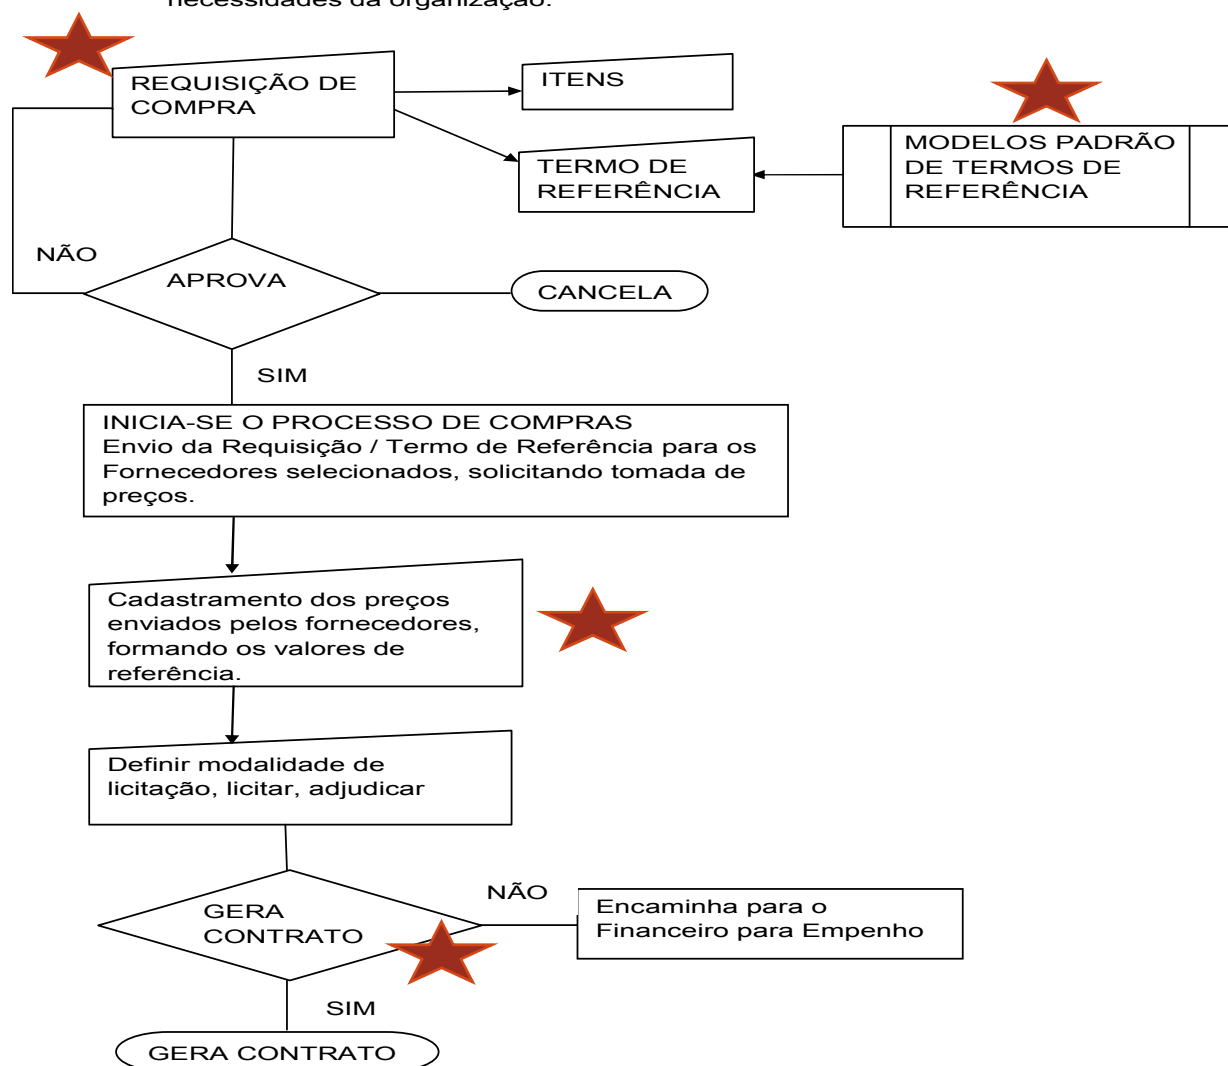 necessidades da organização.
REQUISIÇÃO DE
COMPRA
ITENS
TERMO DE
REFERÊNCIA
MODELOS PADRÃO
DE TERMOS DE
REFERÊNCIA
NÃO
APROVA
CANCELA
SIM
INICIA-SE O PROCESSO DE COMPRAS
Envio da Requisição / Termo de Referência para os
Fornecedores selecionados, solicitando tomada de
preços.
Cadastramento dos preços
enviados pelos fornecedores,
formando os valores de
referência.
Definir modalidade de
licitação, licitar, adjudicar
GERA
CONTRATO
NÃO
Encaminha para o
Financeiro para Empenho
SIM
GERA CONTRATO